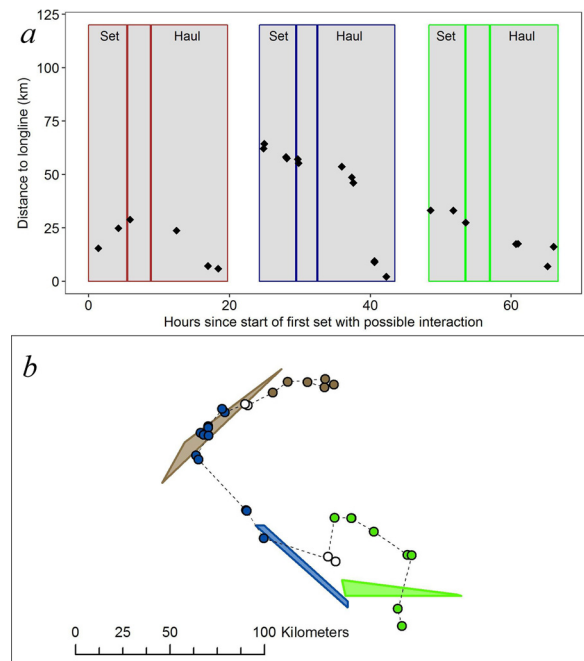 a
Set Haul Set Haul Set Haul
125
100
75
50
25
0
Distance to longline (km)
0 20 40 60
Hours since start of first set with possible interaction
b
0 25 50 100 Kilometers